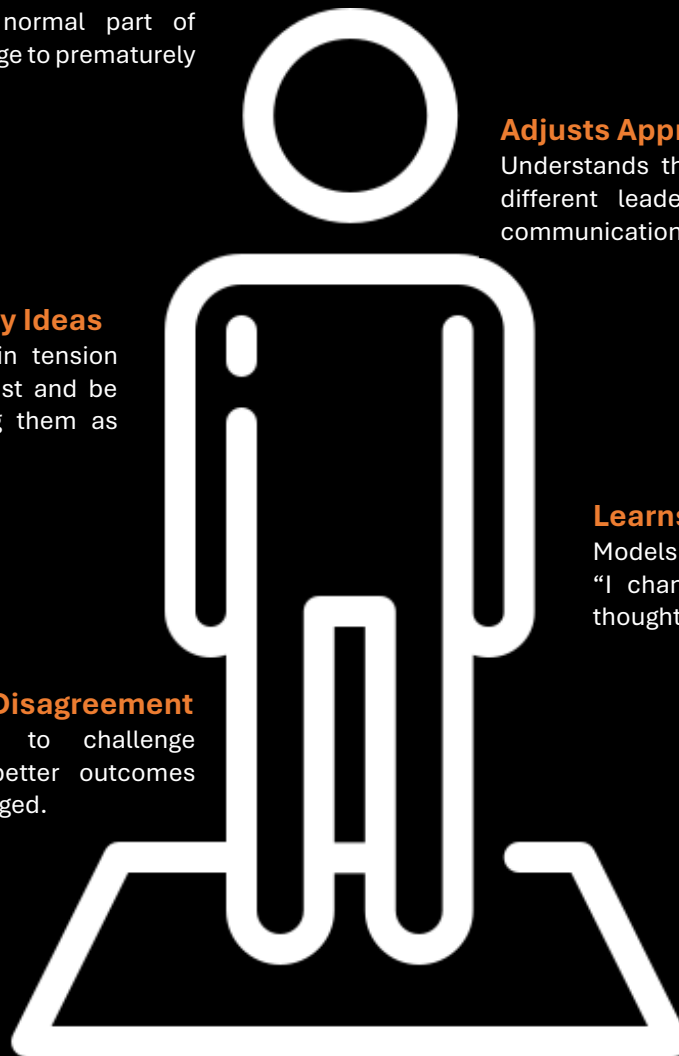 normal part of
ge to prematurely
Adjusts Appr
Understands th
different leade
communication
y Ideas
in tension
st and be
g them as
Learns
Models
“I chan
thought
Disagreement
to challenge
better outcomes
ged.